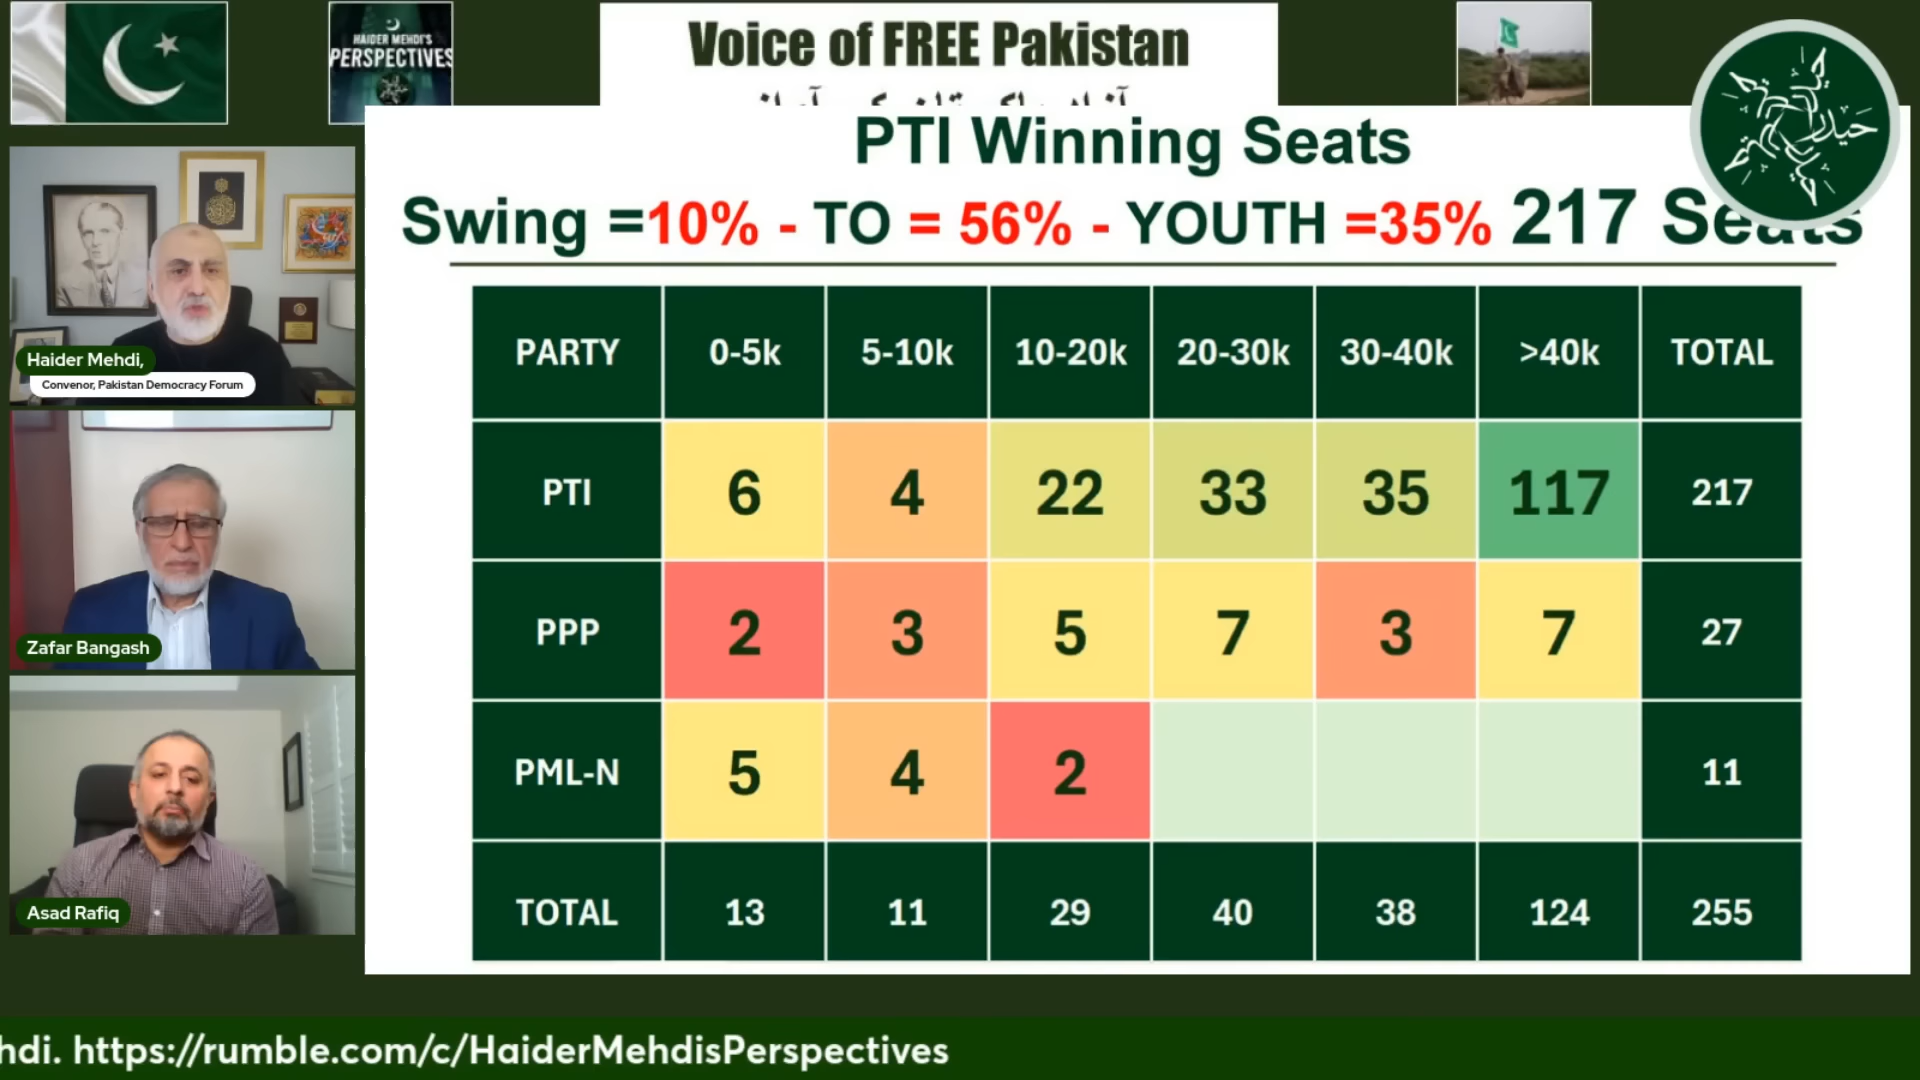 HAIDER MEHDI'S
PERSPECTIVES
Voice of FREE Pakistan
حیدر
PTI Winning Seats
Swing =10% - TO = 56% - YOUTH =35% 217 Seats
PARTY 0-5k 5-10k 10-20k 20-30k 30-40k >40k TOTAL
PTI 6 4 22 33 35 117 217
PPP 2 3 5 7 3 7 27
PML-N 5 4 2 11
TOTAL 13 11 29 40 38 124 255
Haider Mehdi,
Convenor, Pakistan Democracy Forum
Zafar Bangash
Asad Rafiq
hdi. https://rumble.com/c/HaiderMehdisPerspectives